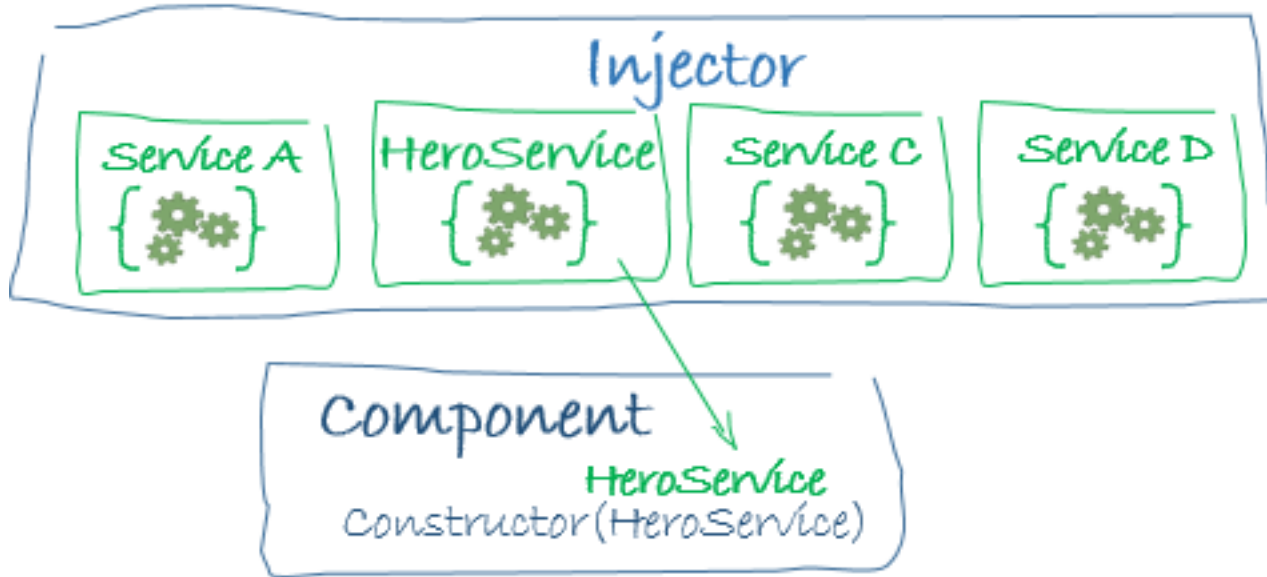 Injector
Service A
HeroService
Service C
Service D
Component
HeroService
Constructor(HeroService)